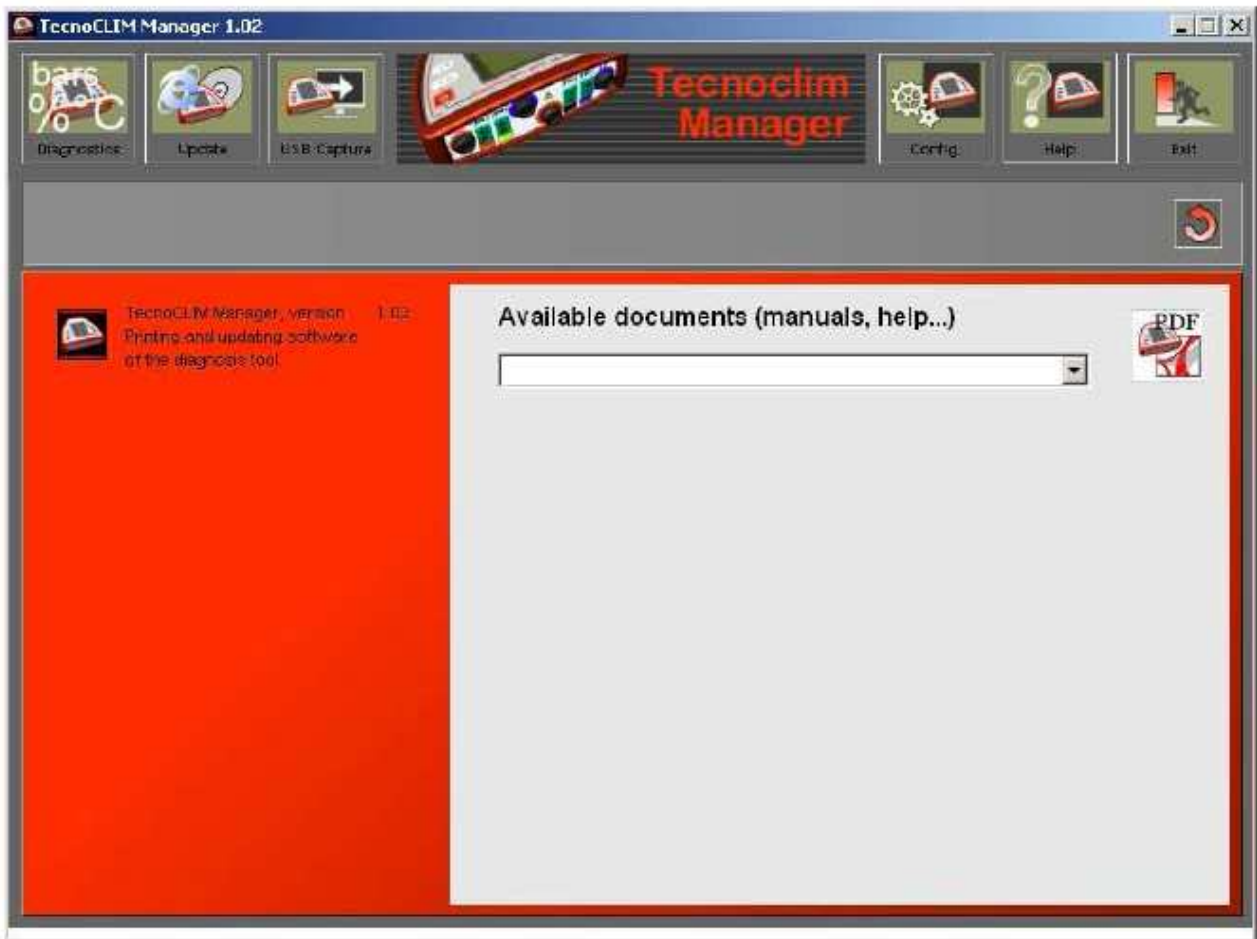 TecnoCLIM Manager 1.02
bars
% °C
Tecnoclim
Manager
Diagnostics
Update
USB Capture
Config.
Help
Exit
TecnoCLIM Manager, version 1.02
Printing and updating software
of the diagnosis tool
Available documents (manuals, help...)
PDF